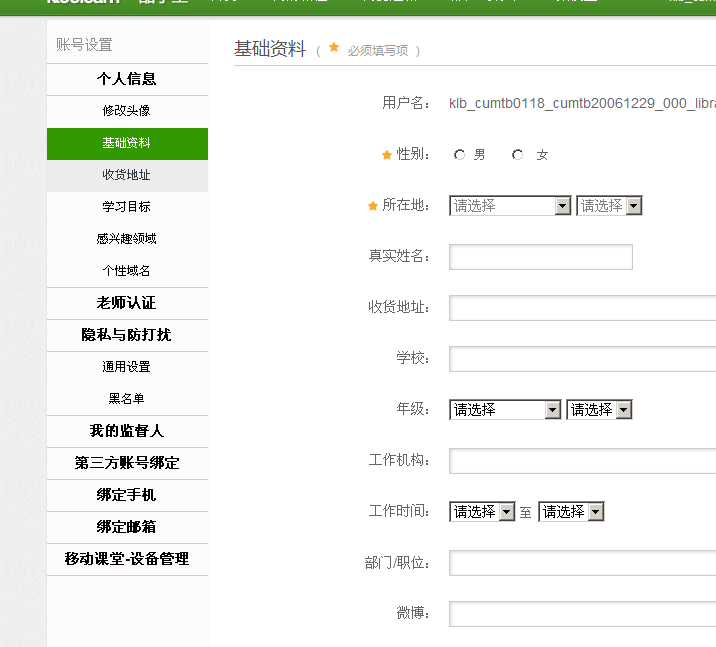 账号设置
个人信息
修改头像
基础资料
收货地址
学习目标
感兴趣领域
个性域名
老师认证
隐私与防打扰
通用设置
黑名单
我的监督人
第三方账号绑定
绑定手机
绑定邮箱
移动课堂-设备管理
基础资料 ( ★ 必须填写项 )
用户名: klb_cumtb0118_cumtb20061229_000_libra
★ 性别: 男 女
★ 所在地: 请选择 请选择
真实姓名:
收货地址:
学校:
年级: 请选择 请选择
工作机构:
工作时间: 请选择 至 请选择
部门/职位:
微博: